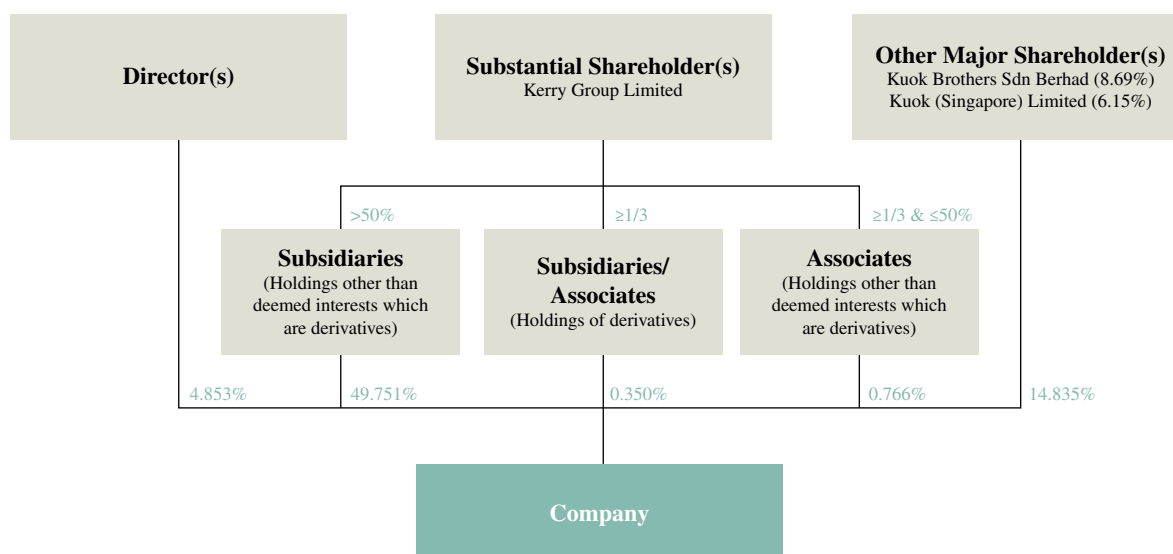 Director(s)
Substantial Shareholder(s)
Kerry Group Limited
Other Major Shareholder(s)
Kuok Brothers Sdn Berhad (8.69%)
Kuok (Singapore) Limited (6.15%)
>50%
≥1/3
≥1/3 & ≤50%
Subsidiaries
(Holdings other than
deemed interests which
are derivatives)
Subsidiaries/
Associates
(Holdings of derivatives)
Associates
(Holdings other than
deemed interests which
are derivatives)
4.853%
49.751%
0.350%
0.766%
14.835%
Company